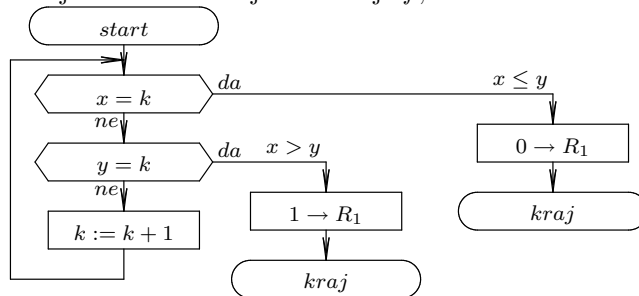 start
da
x ≤ y
x = k
ne
da
x > y
0 → R₁
y = k
ne
1 → R₁
kraj
k := k + 1
kraj